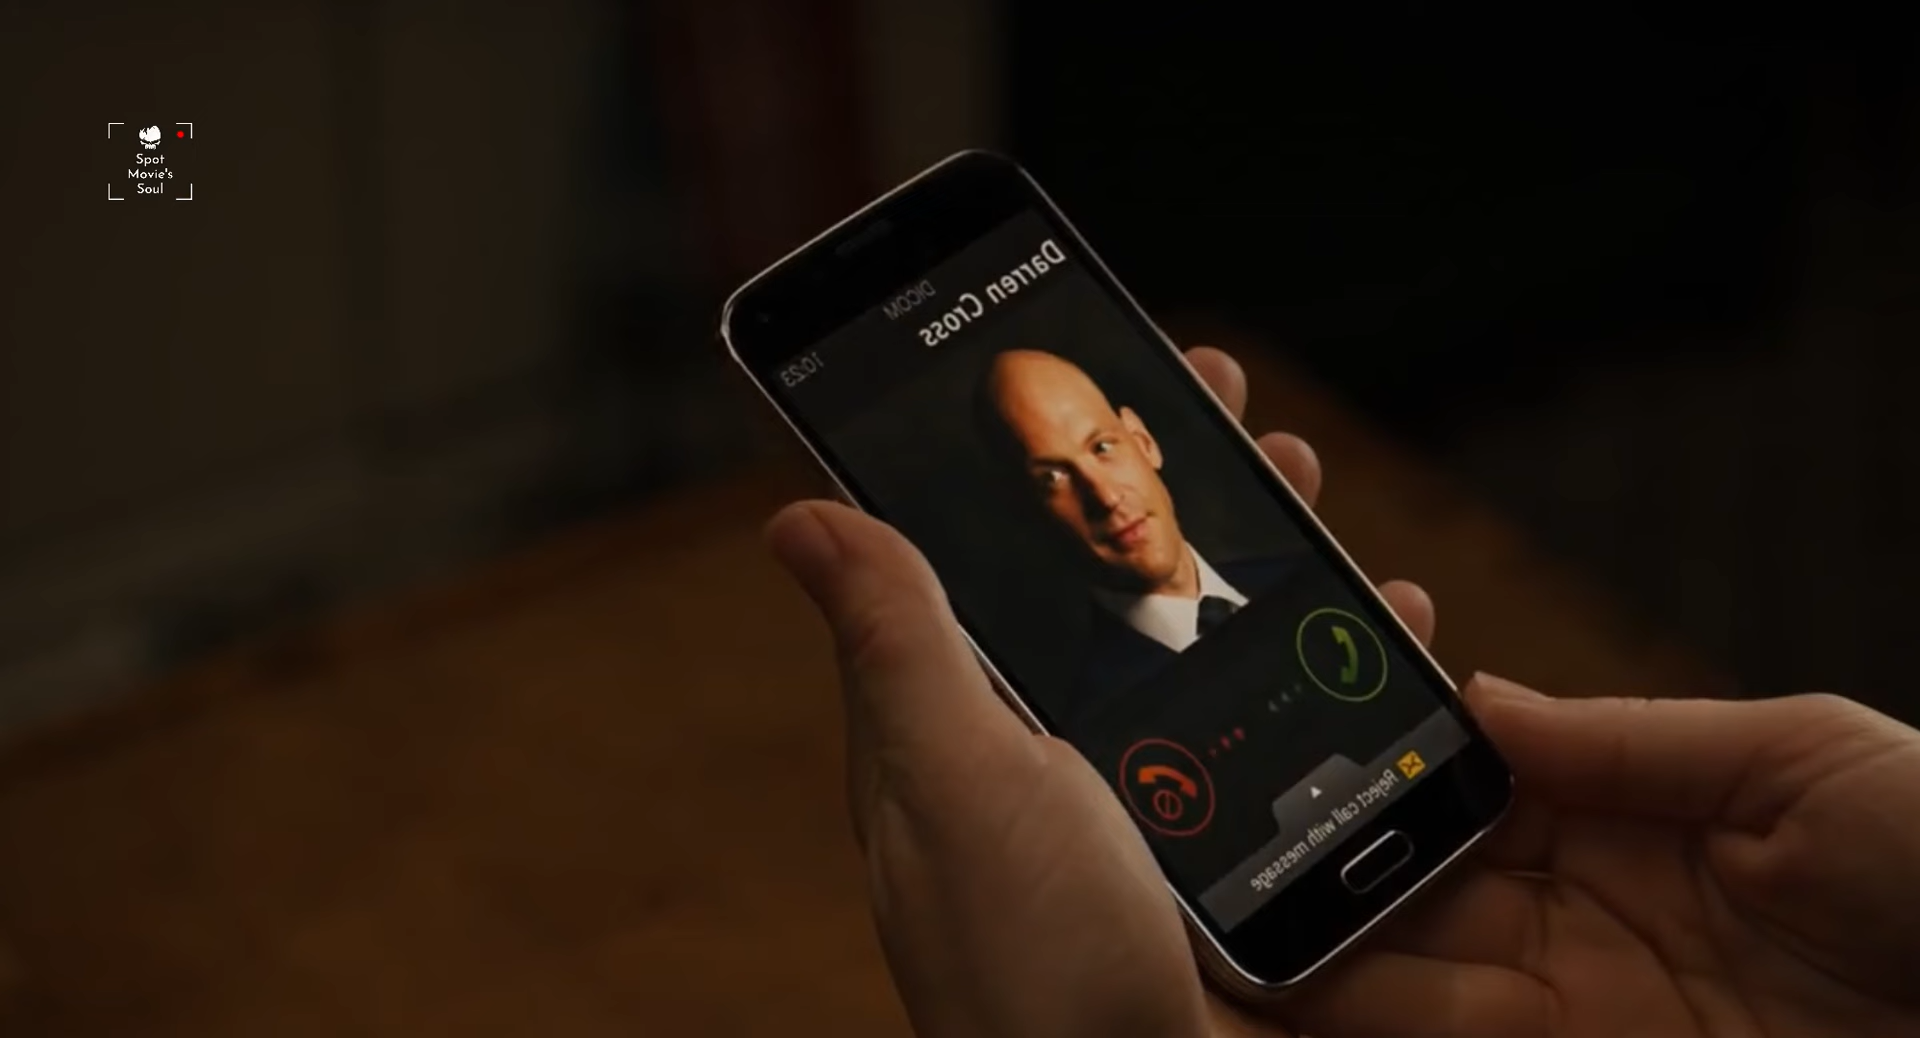 Spot
Movie's
Soul
Darren Cross
DICOM
10:23
Reject call with message